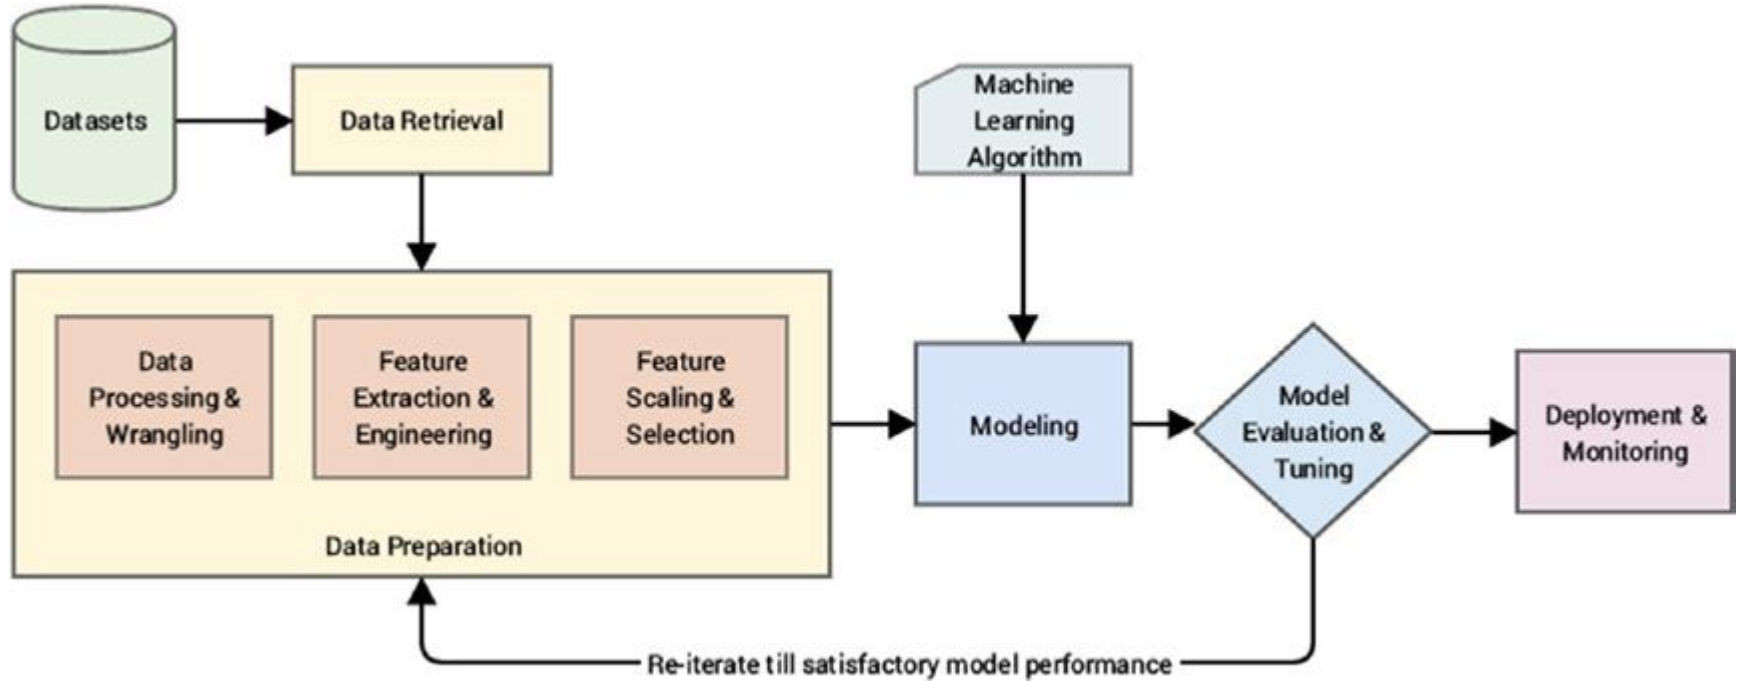 Datasets
Data Retrieval
Machine
Learning
Algorithm
Data
Processing &
Wrangling
Feature
Extraction &
Engineering
Feature
Scaling &
Selection
Data Preparation
Modeling
Model
Evaluation &
Tuning
Deployment &
Monitoring
Re-iterate till satisfactory model performance